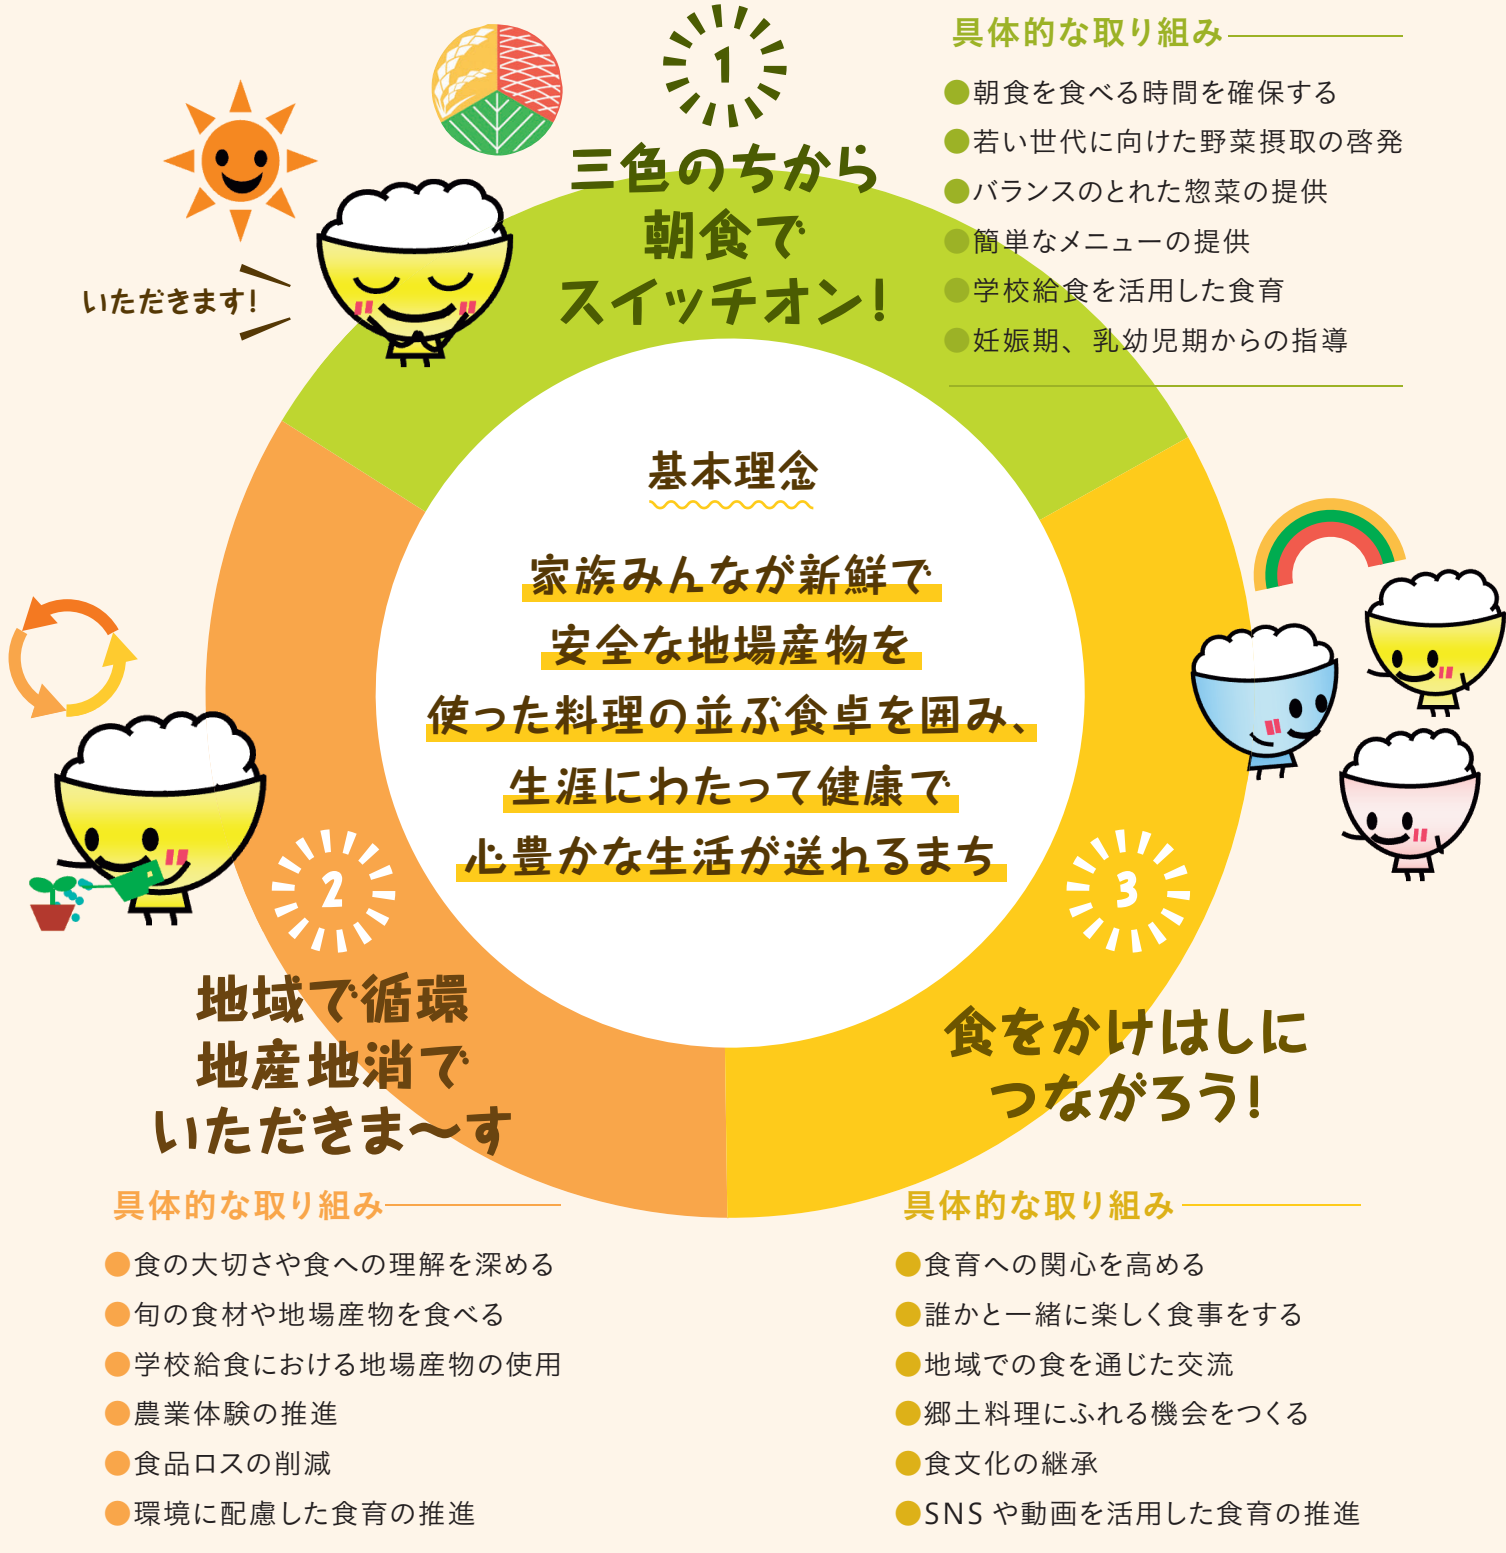 1
三色のちから
朝食で
スイッチオン!
いただきます!
具体的な取り組み
●朝食を食べる時間を確保する
●若い世代に向けた野菜摂取の啓発
●バランスのとれた惣菜の提供
●簡単なメニューの提供
●学校給食を活用した食育
●妊娠期、乳幼児期からの指導
基本理念
家族みんなが新鮮で
安全な地場産物を
使った料理の並ぶ食卓を囲み、
生涯にわたって健康で
心豊かな生活が送れるまち
2
地域で循環
地産地消で
いただきま〜す
具体的な取り組み
●食の大切さや食への理解を深める
●旬の食材や地場産物を食べる
●学校給食における地場産物の使用
●農業体験の推進
●食品ロスの削減
●環境に配慮した食育の推進
3
食をかけはしに
つながろう!
具体的な取り組み
●食育への関心を高める
●誰かと一緒に楽しく食事をする
●地域での食を通じた交流
●郷土料理にふれる機会をつくる
●食文化の継承
●SNS や動画を活用した食育の推進